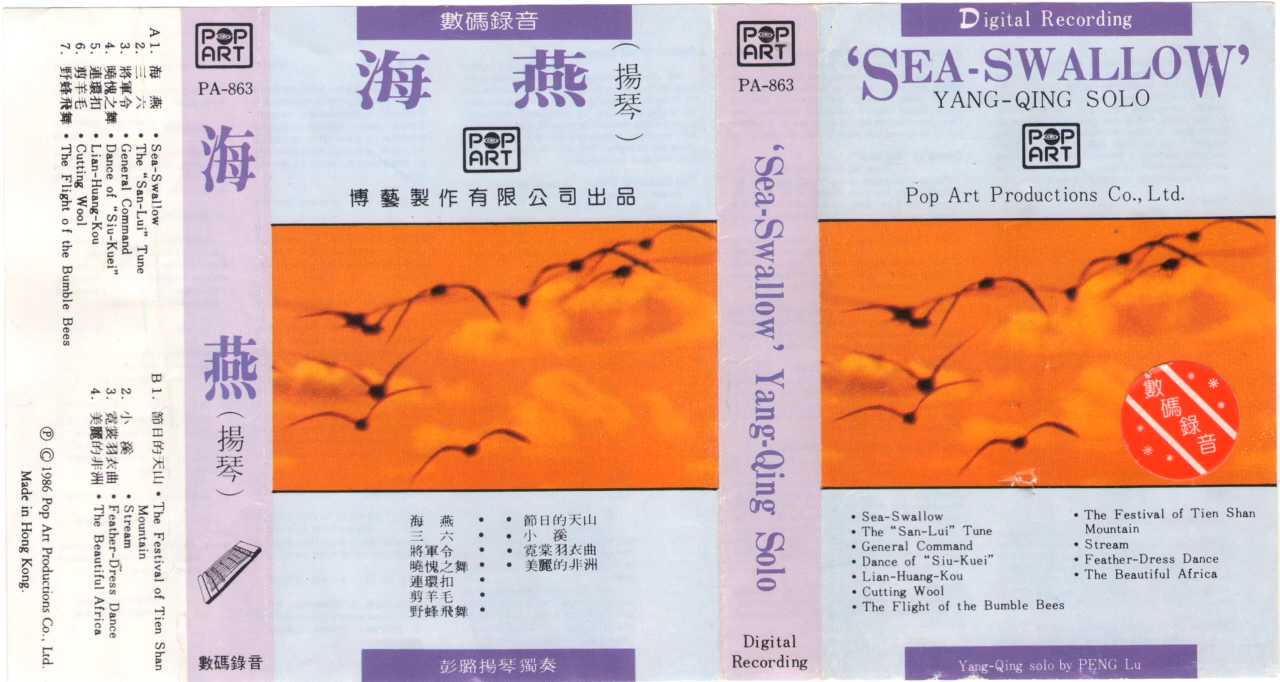 A 1. 海 燕 • Sea-Swallow
2. 三 六 • The “San-Lui” Tune
3. 將軍令 • General Command
4. 曉愧之舞 • Dance of “Siu-Kuei”
5. 連環扣 • Lian-Huang-Kou
6. 剪羊毛 • Cutting Wool
7. 野蜂飛舞 • The Flight o f the Bumble Bees
B 1. 節日的天山 • The Festival of Tien Shan
Mountain
2. 小 溪 • Stream
3. 霓裳羽衣曲 • Feather-Dress Dance
4. 美麗的非洲 • The Beautiful Africa
Ⓟ Ⓒ 1986 Pop Art Productions Co., Ltd.
Made in Hong Kong.
POP
ART
PA-863
海 燕(揚琴)
數碼錄音
數碼錄音
海 燕
(揚琴)
POP
ART
博藝製作有限公司出品
海 燕 •
三 六 •
將軍令 •
曉愧之舞 •
連環扣 •
剪羊毛 •
野蜂飛舞 •
• 節日的天山
• 小 溪
• 霓棠羽衣曲
• 美麗的非洲
彭璐揚琴獨奏
POP
ART
PA-863
‘Sea-Swallow’ Yang-Qing Solo
Digital
Recording
Digital Recording
‘SEA-SWALLOW’
YANG-QING SOLO
POP
ART
Pop Art Productions Co., Ltd.
數碼錄音
• Sea-Swallow
• The “San-Lui” Tune
• General Command
• Dance of “Siu-Kuei”
• Lian-Huang-Kou
• Cutting Wool
• The Flight of the Bumble Bees
• The Festival of Tien Shan
Mountain
• Stream
• Feather-Dress Dance
• The Beautiful Africa
Yang-Qing solo by PENG Lu